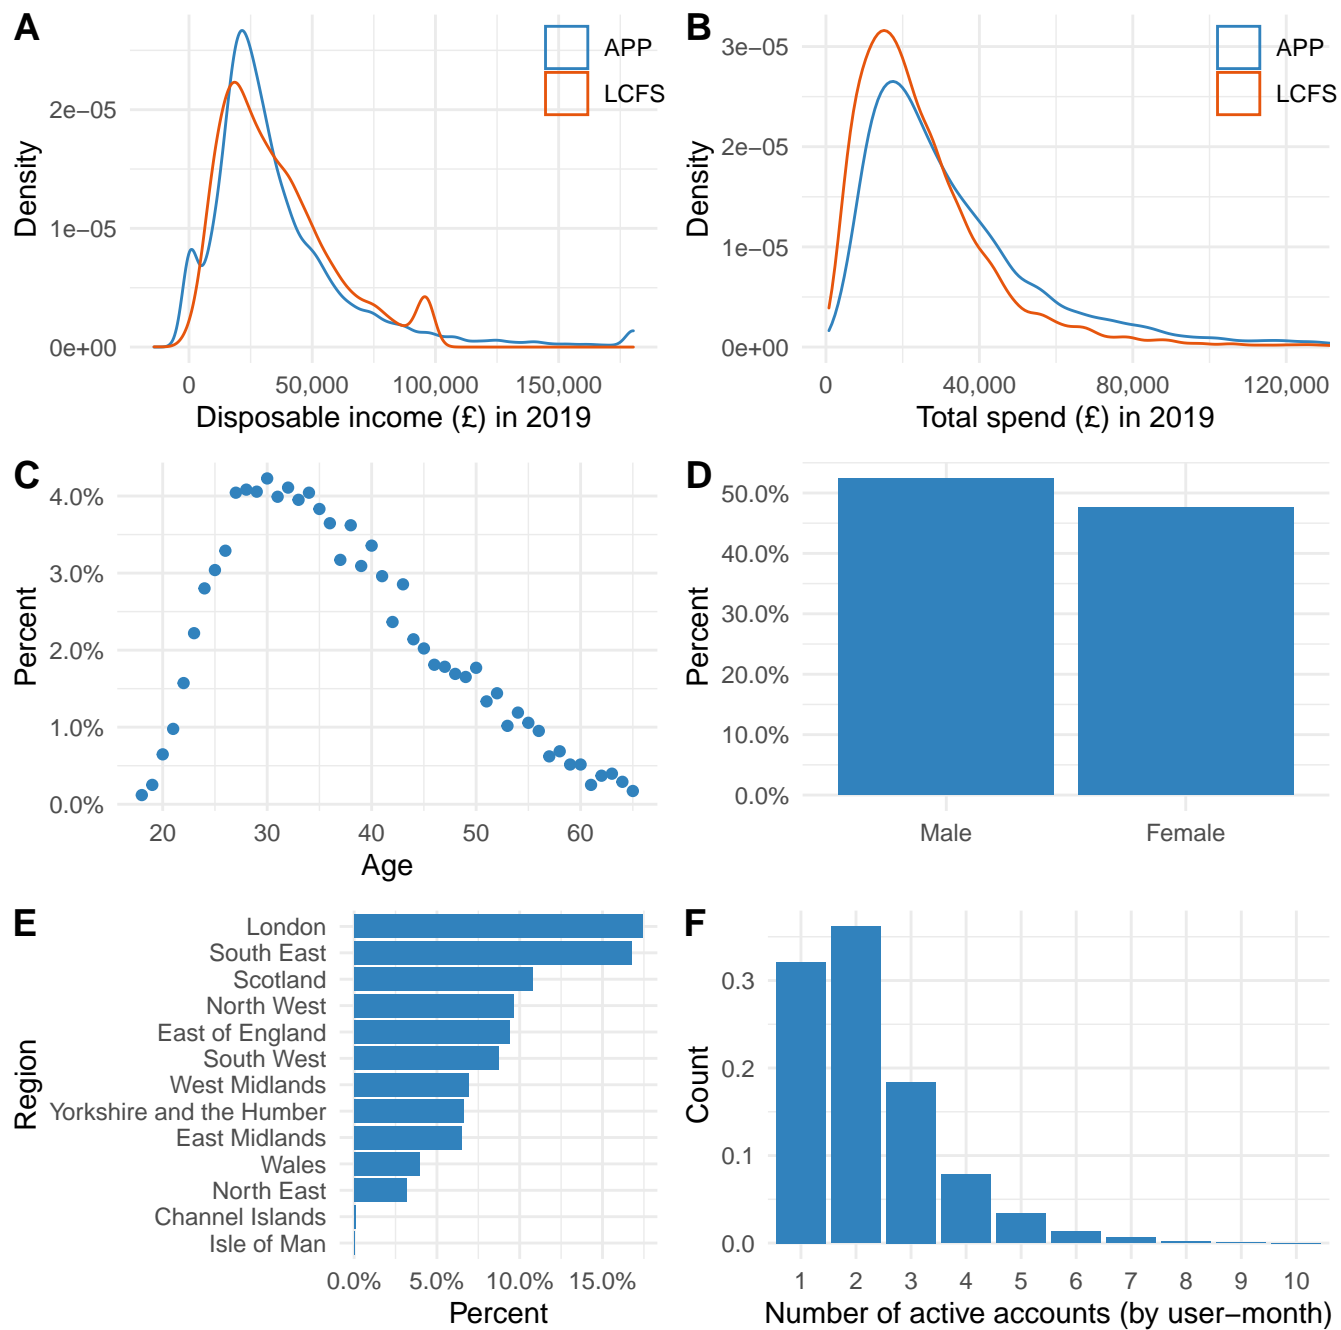 A
APP
LCFS
Density
2e−05
1e−05
0e+00
0
50,000
100,000
150,000
Disposable income (£) in 2019
B
APP
LCFS
Density
3e−05
2e−05
1e−05
0e+00
0
40,000
80,000
120,000
Total spend (£) in 2019
C
Percent
4.0%
3.0%
2.0%
1.0%
0.0%
20
30
40
50
60
Age
D
Percent
50.0%
40.0%
30.0%
20.0%
10.0%
0.0%
Male
Female
E
Region
London
South East
Scotland
North West
East of England
South West
West Midlands
Yorkshire and the Humber
East Midlands
Wales
North East
Channel Islands
Isle of Man
0.0%
5.0%
10.0%
15.0%
Percent
F
Count
0.3
0.2
0.1
0.0
1
2
3
4
5
6
7
8
9
10
Number of active accounts (by user−month)